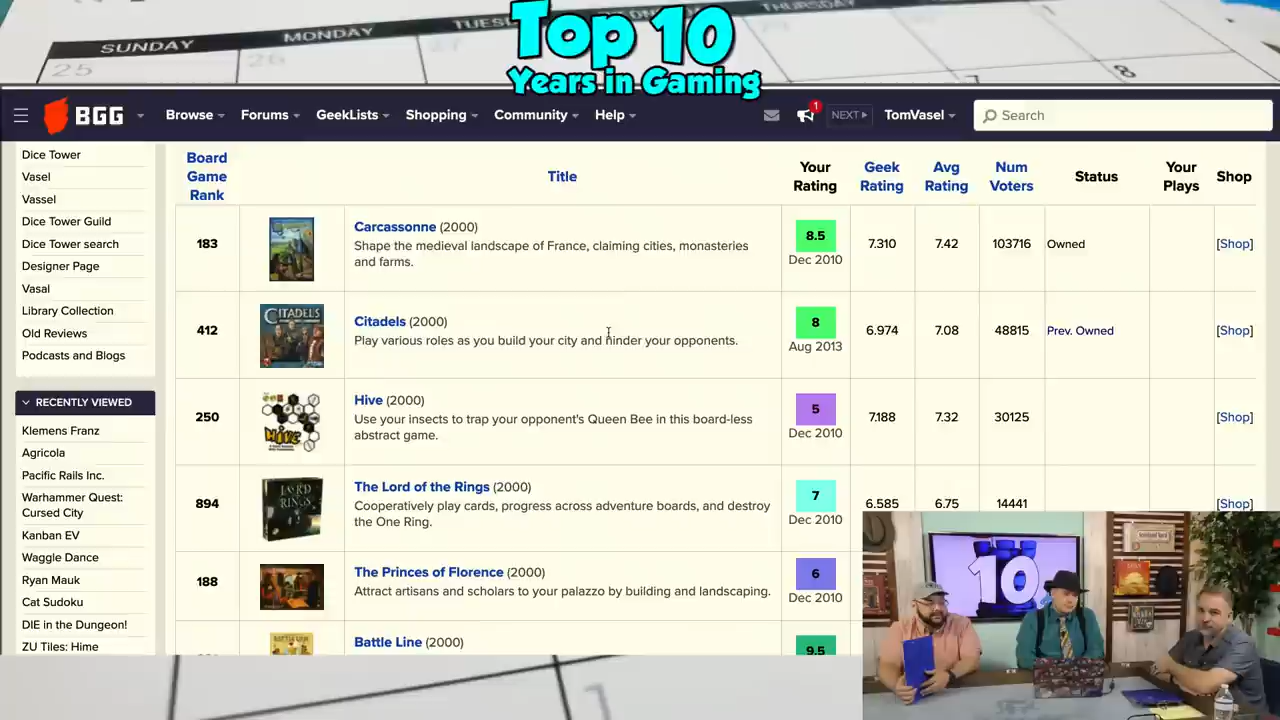 Top 10
Years in Gaming
SUNDAY
MONDAY
THURSDAY
25
26
8
BGG
Browse
Forums
GeekLists
Shopping
Community
Help
1
NEXT
TomVasel
Search
Dice Tower
Vasel
Vassel
Dice Tower Guild
Dice Tower search
Designer Page
Vasal
Library Collection
Old Reviews
Podcasts and Blogs
RECENTLY VIEWED
Klemens Franz
Agricola
Pacific Rails Inc.
Warhammer Quest:
Cursed City
Kanban EV
Waggle Dance
Ryan Mauk
Cat Sudoku
DIE in the Dungeon!
ZU Tiles: Hime
Board Game Rank Title Your Rating Geek Rating Avg Rating Num Voters Status Your Plays Shop
183 Carcassonne (2000) 8.5 7.310 7.42 103716 Owned [Shop]
Shape the medieval landscape of France, claiming cities, monasteries
and farms.
Dec 2010
412 Citadels (2000) 8 6.974 7.08 48815 Prev. Owned [Shop]
Play various roles as you build your city and hinder your opponents.
Aug 2013
CITADELS
250 Hive (2000) 5 7.188 7.32 30125 [Shop]
Use your insects to trap your opponent's Queen Bee in this board-less
abstract game.
Dec 2010
HIVE
894 The Lord of the Rings (2000) 7 6.585 6.75 14441 [Shop]
Cooperatively play cards, progress across adventure boards, and destroy
the One Ring.
Dec 2010
188 The Princes of Florence (2000) 6
Attract artisans and scholars to your palazzo by building and landscaping.
Dec 2010
Battle Line (2000) 9.5
10